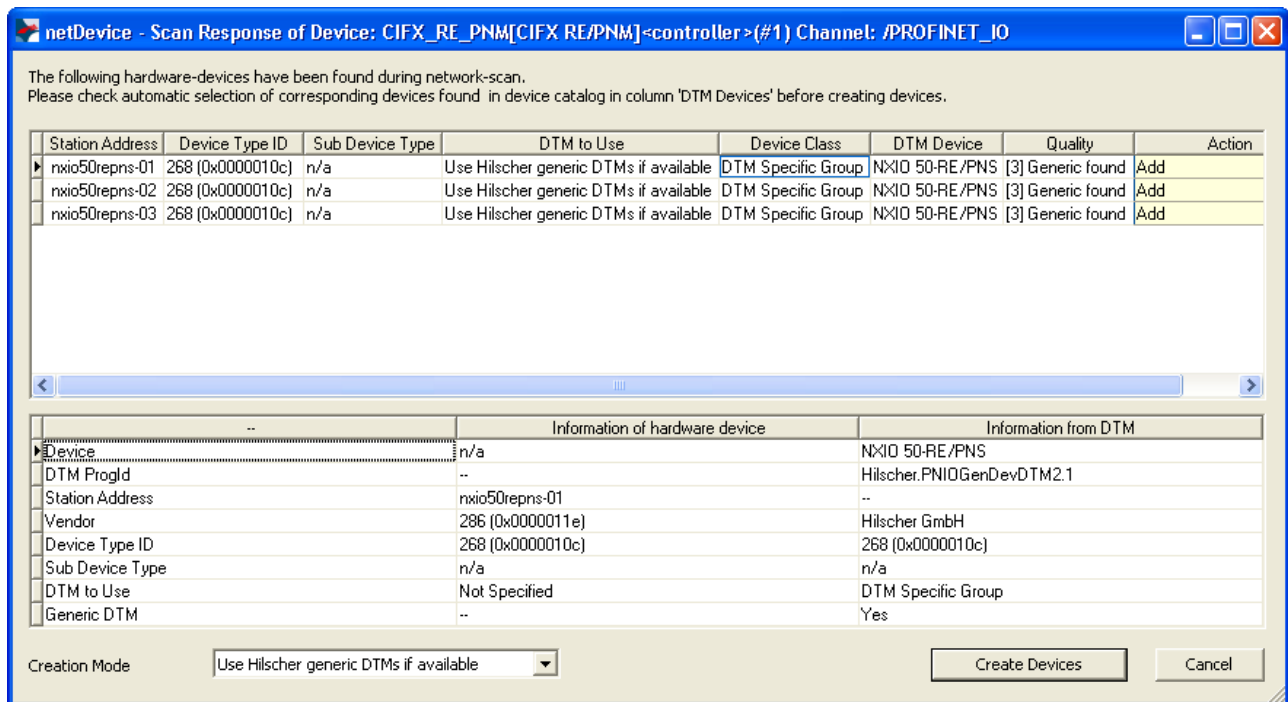 netDevice - Scan Response of Device: CIFX_RE_PNM[CIFX RE/PNM]<controller>(#1) Channel: /PROFINET_IO
The following hardware-devices have been found during network-scan.
Please check automatic selection of corresponding devices found in device catalog in column 'DTM Devices' before creating devices.
Station Address Device Type ID Sub Device Type DTM to Use Device Class DTM Device Quality Action
nxio50repns-01 268 (0x0000010c) n/a Use Hilscher generic DTMs if available DTM Specific Group NXIO 50-RE/PNS [3] Generic found Add
nxio50repns-02 268 (0x0000010c) n/a Use Hilscher generic DTMs if available DTM Specific Group NXIO 50-RE/PNS [3] Generic found Add
nxio50repns-03 268 (0x0000010c) n/a Use Hilscher generic DTMs if available DTM Specific Group NXIO 50-RE/PNS [3] Generic found Add
-- Information of hardware device Information from DTM
Device n/a NXIO 50-RE/PNS
DTM ProgId -- Hilscher.PNIOGenDevDTM2.1
Station Address nxio50repns-01 --
Vendor 286 (0x0000011e) Hilscher GmbH
Device Type ID 268 (0x0000010c) 268 (0x0000010c)
Sub Device Type n/a n/a
DTM to Use Not Specified DTM Specific Group
Generic DTM -- Yes
Creation Mode Use Hilscher generic DTMs if available Create Devices Cancel